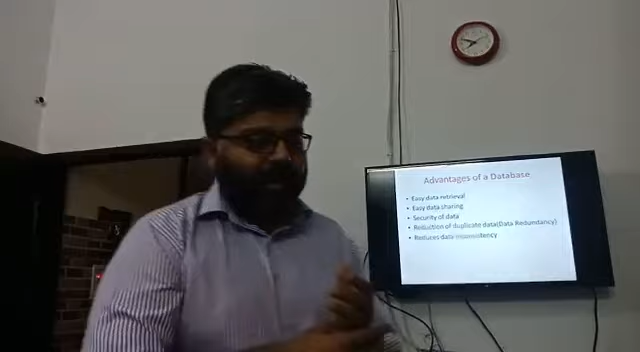 Advantages of a Database
• Easy data retrieval
• Easy data sharing
• Security of data
• Reduction of duplicate data(Data Redundancy)
• Reduces data inconsistency